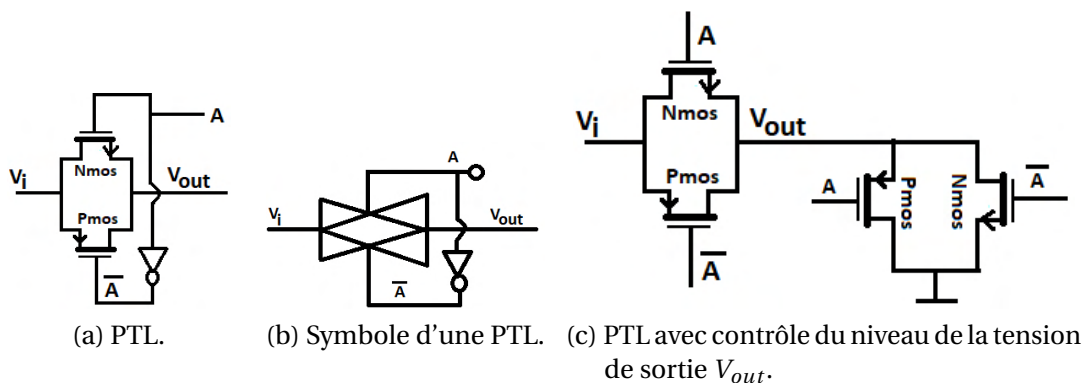 A
Nmos
Vi
Vout
Pmos
A̅
(a) PTL.
A
Vi
Vout
A̅
(b) Symbole d'une PTL.
A
Nmos
Vi
Vout
Pmos
A̅
A
Pmos
Nmos
A̅
(c) PTL avec contrôle du niveau de la tension
de sortie Vout.